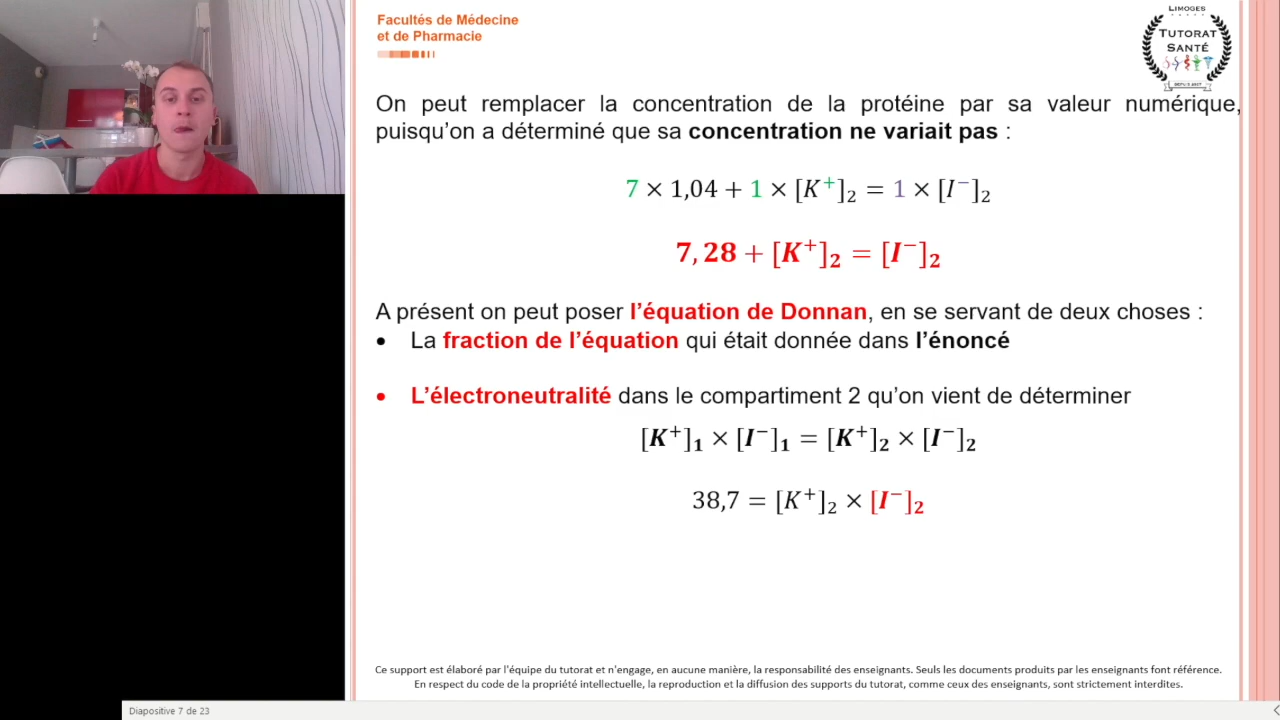 Facultés de Médecine
et de Pharmacie
LIMOGES
TUTORAT
SANTÉ
DEPUIS 2007
On peut remplacer la concentration de la protéine par sa valeur numérique,
puisqu'on a déterminé que sa concentration ne variait pas :
7 × 1,04 + 1 × [K⁺]₂ = 1 × [I⁻]₂
7, 28 + [K⁺]₂ = [I⁻]₂
A présent on peut poser l'équation de Donnan, en se servant de deux choses :
• La fraction de l'équation qui était donnée dans l'énoncé
• L'électroneutralité dans le compartiment 2 qu'on vient de déterminer
[K⁺]₁ × [I⁻]₁ = [K⁺]₂ × [I⁻]₂
38,7 = [K⁺]₂ × [I⁻]₂
Ce support est élaboré par l'équipe du tutorat et n'engage, en aucune manière, la responsabilité des enseignants. Seuls les documents produits par les enseignants font référence.
En respect du code de la propriété intellectuelle, la reproduction et la diffusion des supports du tutorat, comme ceux des enseignants, sont strictement interdites.
Diapositive 7 de 23